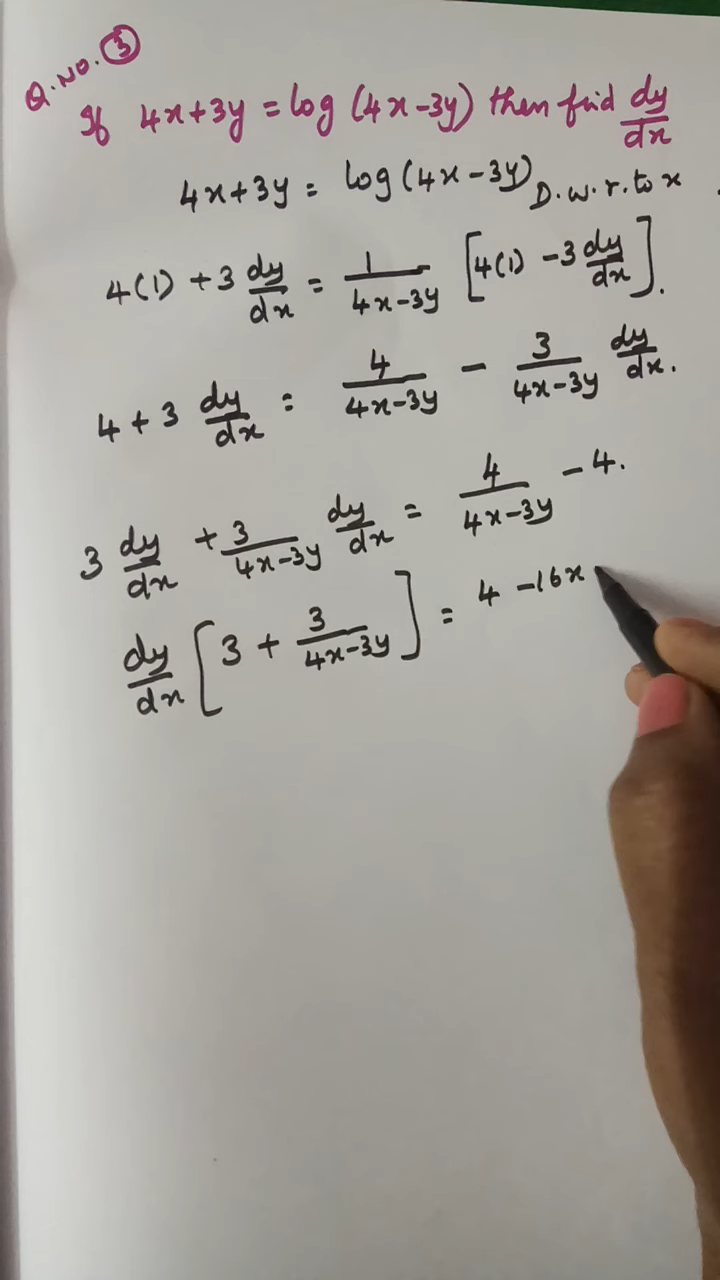 Q.NO. 3
If 4x+3y = log (4x-3y) then find dy/dx
4x+3y = log(4x-3y) D.w.r.to x
4(1) + 3 dy/dx = 1/(4x-3y) [4(1) - 3 dy/dx].
4 + 3 dy/dx = 4/(4x-3y) - 3/(4x-3y) dy/dx.
3 dy/dx + 3/(4x-3y) dy/dx = 4/(4x-3y) - 4.
dy/dx [3 + 3/(4x-3y)] = 4 - 16x